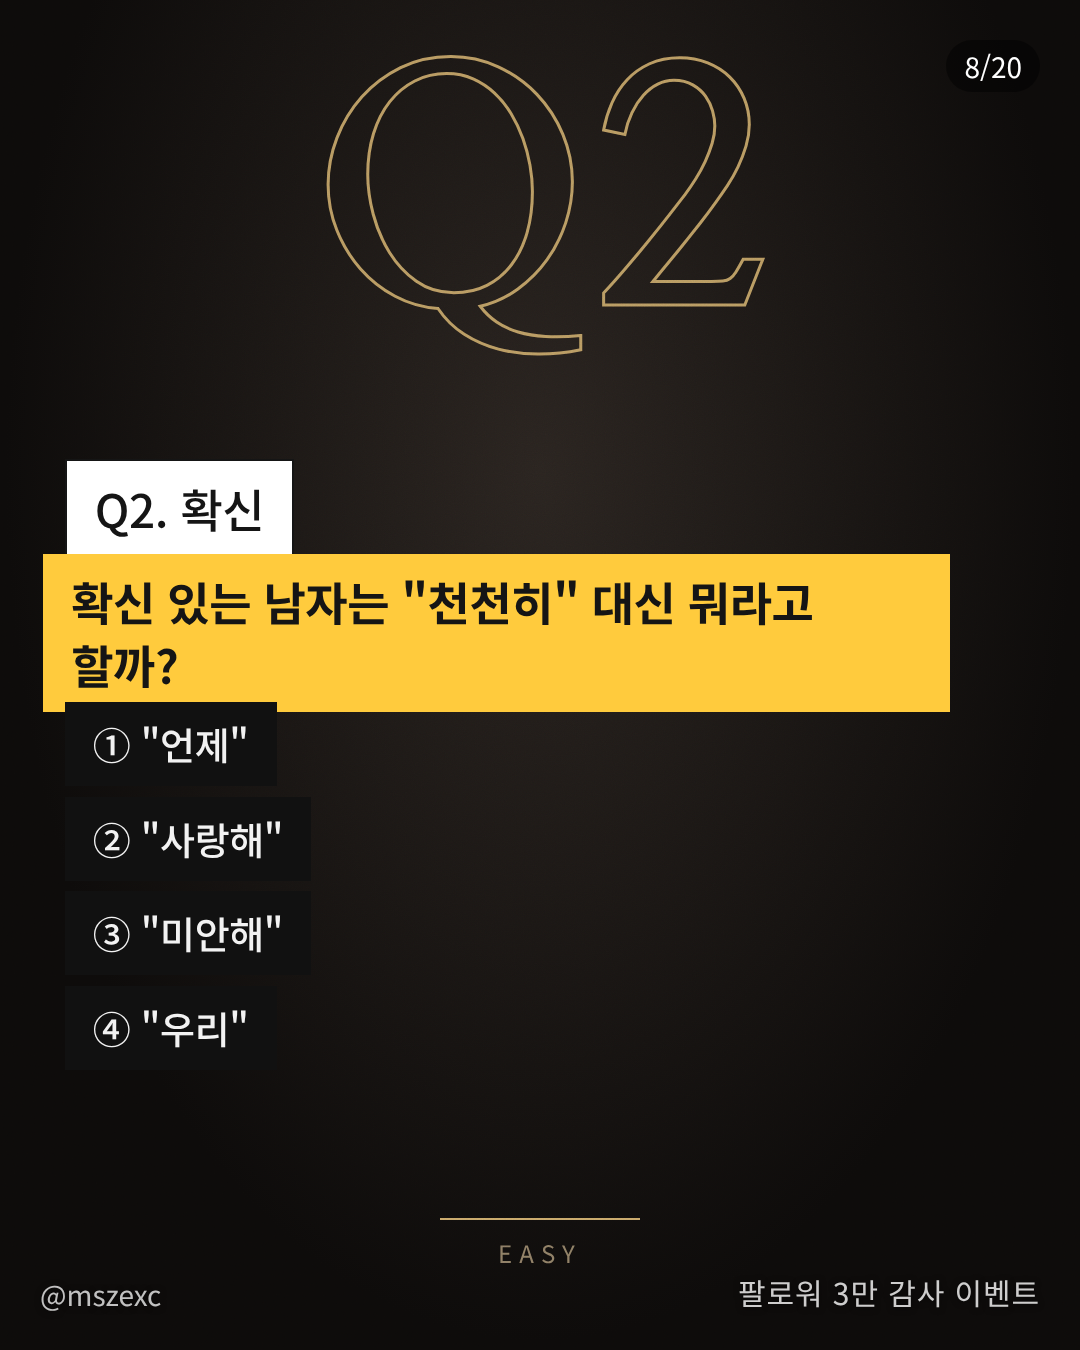 8/20
Q2
Q2. 확신
확신 있는 남자는 "천천히" 대신 뭐라고
할까?
① "언제"
② "사랑해"
③ "미안해"
④ "우리"
EASY
@mszexc
팔로워 3만 감사 이벤트